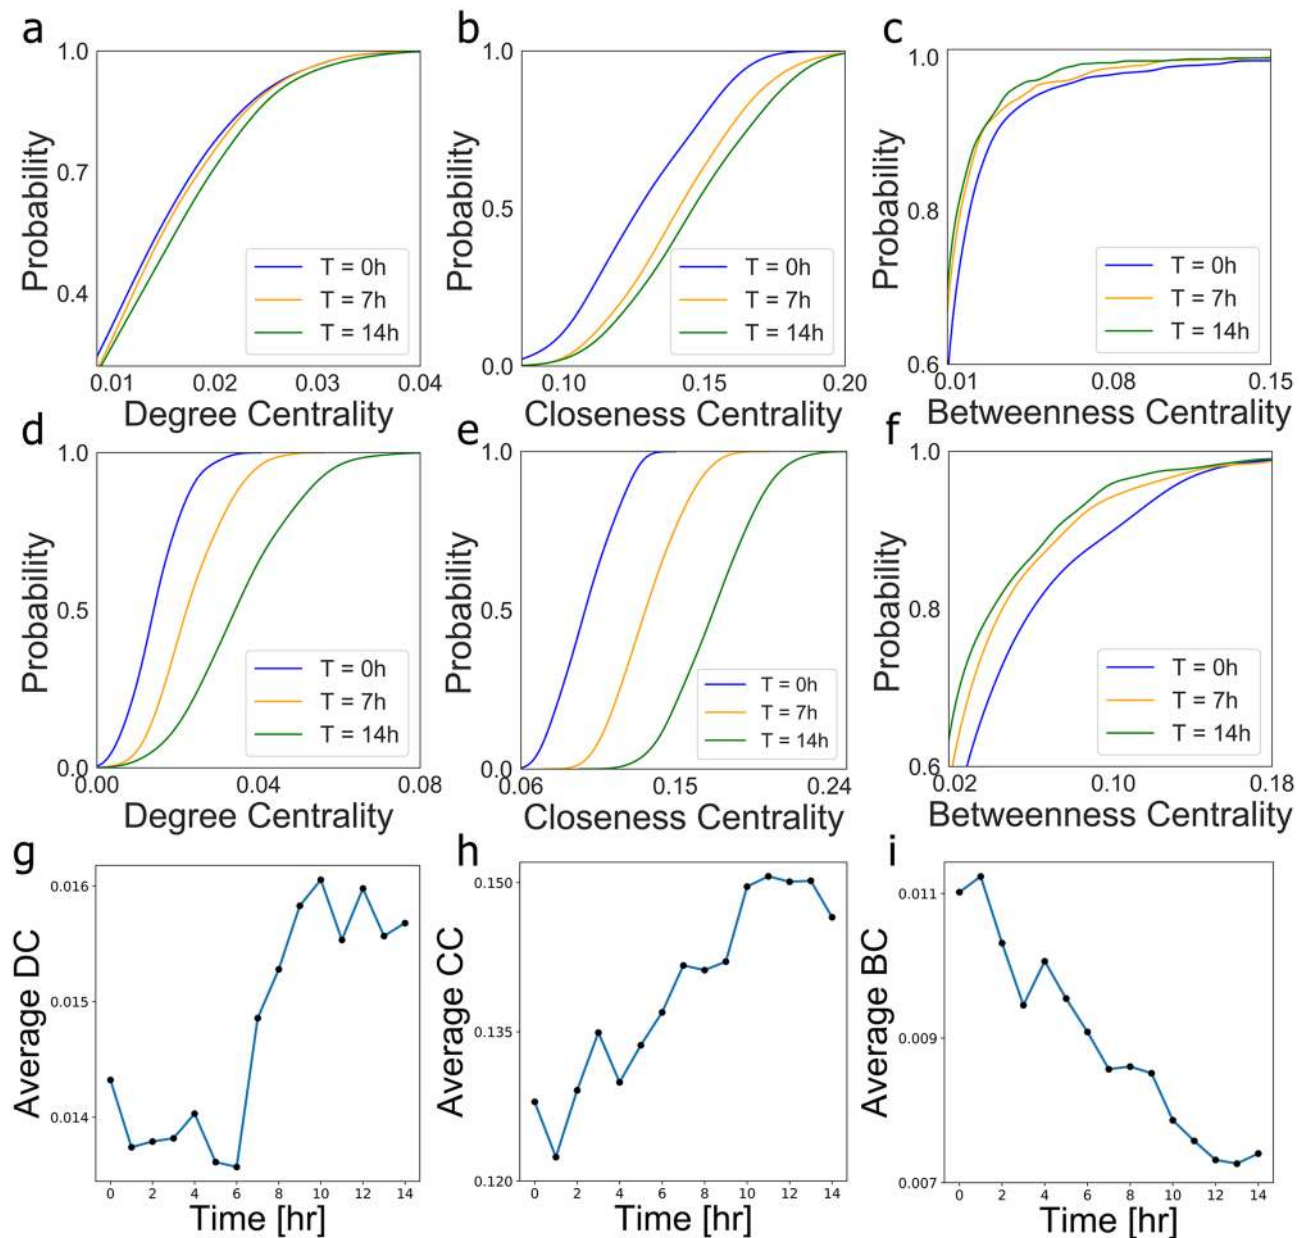 a
1.0
0.7
0.4
Probability
T = 0h
T = 7h
T = 14h
0.01 0.02 0.03 0.04
Degree Centrality
b
1.0
0.5
0.0
Probability
T = 0h
T = 7h
T = 14h
0.10 0.15 0.20
Closeness Centrality
c
1.0
0.8
0.6
Probability
T = 0h
T = 7h
T = 14h
0.01 0.08 0.15
Betweenness Centrality
d
1.0
0.5
0.0
Probability
T = 0h
T = 7h
T = 14h
0.00 0.04 0.08
Degree Centrality
e
1.0
0.5
0.0
Probability
T = 0h
T = 7h
T = 14h
0.06 0.15 0.24
Closeness Centrality
f
1.0
0.8
0.6
Probability
T = 0h
T = 7h
T = 14h
0.02 0.10 0.18
Betweenness Centrality
g
0.016
0.015
0.014
Average DC
0 2 4 6 8 10 12 14
Time [hr]
h
0.150
0.135
0.120
Average CC
0 2 4 6 8 10 12 14
Time [hr]
i
0.011
0.009
0.007
Average BC
0 2 4 6 8 10 12 14
Time [hr]